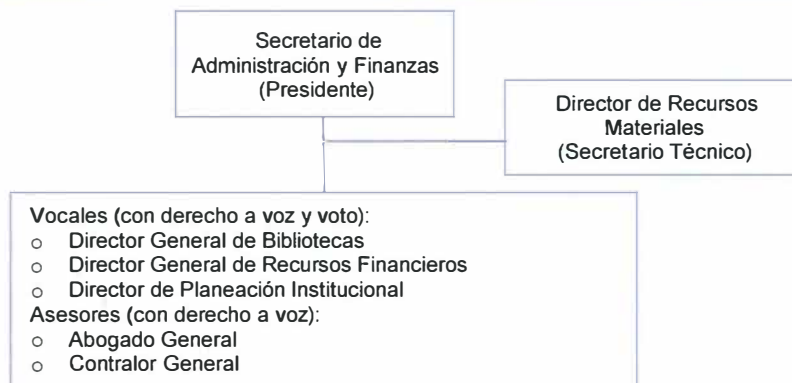 Secretario de
Administración y Finanzas
(Presidente)
Director de Recursos
Materiales
(Secretario Técnico)
Vocales (con derecho a voz y voto):
o Director General de Bibliotecas
o Director General de Recursos Financieros
o Director de Planeación Institucional
Asesores (con derecho a voz):
o Abogado General
o Contralor General